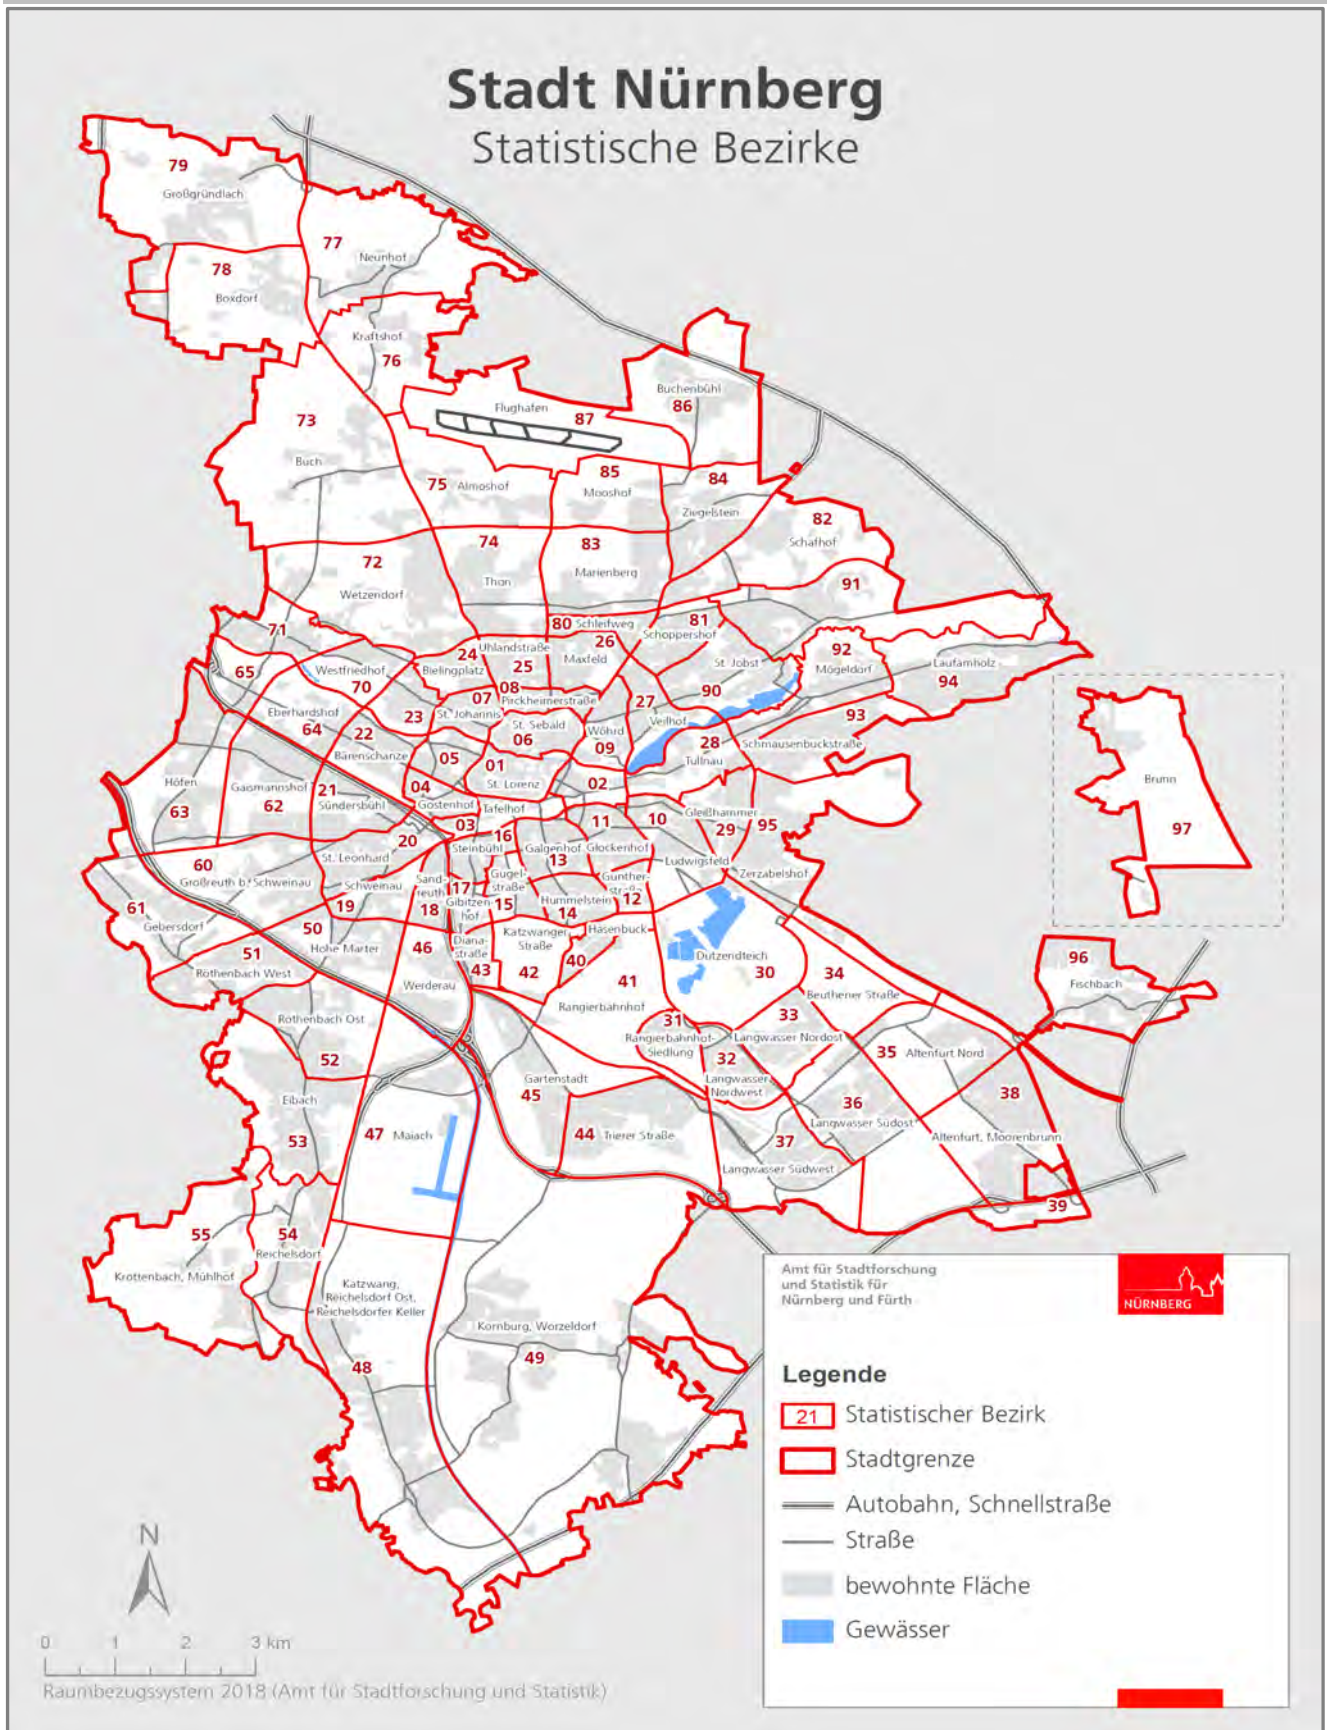 Stadt Nürnberg
Statistische Bezirke
79
Großgründlach
77
Neunhof
78
Boxdorf
Kraftshof
76
Buchenbühl
86
Flughafen
87
73
Buch
75 Almoshof
85
Mooshof
84
Ziegelstein
82
Schafhof
74
Thon
83
Marienberg
72
Wetzendorf
91
71
80 Schleifweg
81
Schoppershof
26
Maxfeld
24
Bielingplatz
Uhlandstraße
25
92
Mögeldorf
St. Jobst
Laufamholz
94
65
Westfriedhof
70
07
08
Pirckheimerstraße
27
90
Veilhof
93
Schmausenbuckstraße
Eberhardshof
64
22
Bärenschanze
23
St. Johannis
St. Sebald
06
Wöhrd
09
28
Tullnau
05
01
St. Lorenz
02
Brunn
97
Höfen
63
Gaismannshof
62
21
Sündersbühl
04
Gostenhof
Tafelhof
03
Steinbühl
16
Galgenhof
13
11
Glockenhof
10
Gleißhammer
29
95
Ludwigsfeld
Zerzabelshof
20
St. Leonhard
60
Großreuth b. Schweinau
Schweinau
19
Sand-
reuth
18
17
Gibitzen-
hof
Gugel-
straße
15
Hummelstein
14
Gunther-
straße
12
61
Gebersdorf
50
Hohe Marter
46
Werderau
Diana-
straße
43
Katzwanger
Straße
42
Hasenbuck
40
41
Rangierbahnhof
Dutzendteich
30
34
Beuthener Straße
96
Fischbach
51
Röthenbach West
Röthenbach Ost
52
31
Rangierbahnhof-
Siedlung
33
Langwasser Nordost
32
Langwasser
Nordwest
35
Altenfurt Nord
38
Altenfurt, Moorenbrunn
Eibach
53
47 Maiach
Gartenstadt
45
44 Trierer Straße
36
Langwasser Südost
37
Langwasser Südwest
39
55
Krottenbach, Mühlhof
54
Reichelsdorf
Katzwang,
Reichelsdorf Ost,
Reichelsdorfer Keller
48
Kornburg, Worzeldorf
49
Amt für Stadtforschung
und Statistik für
Nürnberg und Fürth
NÜRNBERG
Legende
21 Statistischer Bezirk
Stadtgrenze
Autobahn, Schnellstraße
Straße
bewohnte Fläche
Gewässer
N
0 1 2 3 km
Raumbezugssystem 2018 (Amt für Stadtforschung und Statistik)